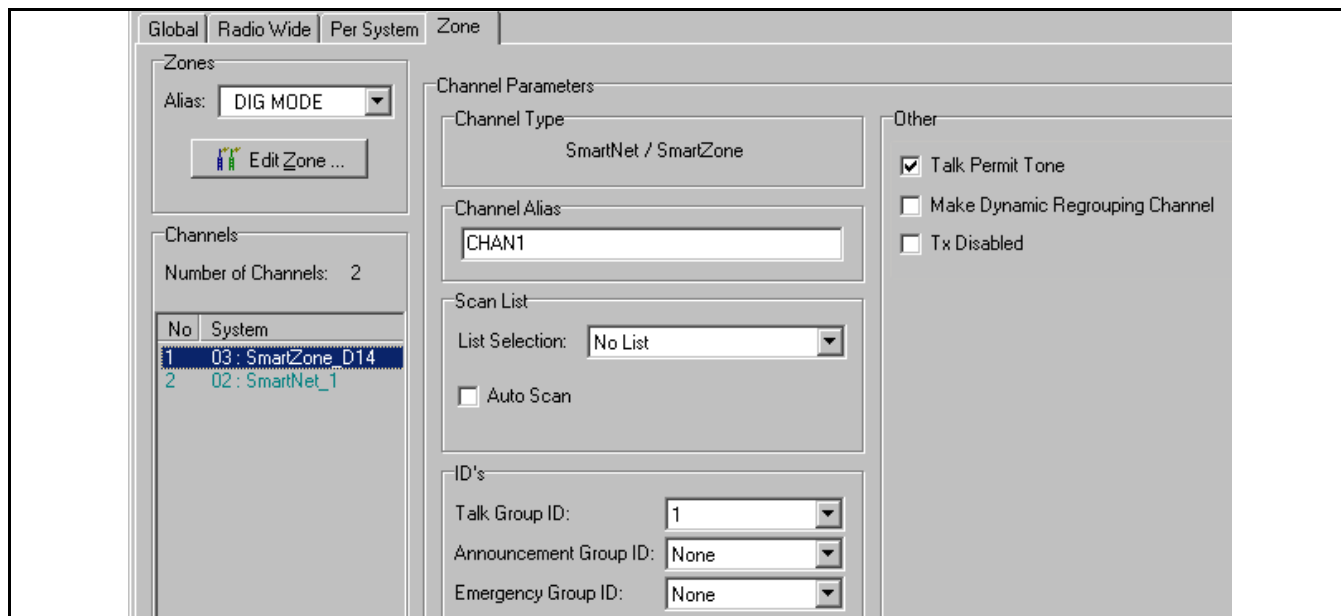 Global Radio Wide Per System Zone
Zones
Alias: DIG MODE
Edit Zone ...
Channels
Number of Channels: 2
No System
1 03 : SmartZone_D14
2 02 : SmartNet_1
Channel Parameters
Channel Type
SmartNet / SmartZone
Channel Alias
CHAN1
Scan List
List Selection: No List
Auto Scan
ID's
Talk Group ID: 1
Announcement Group ID: None
Emergency Group ID: None
Other
Talk Permit Tone
Make Dynamic Regrouping Channel
Tx Disabled